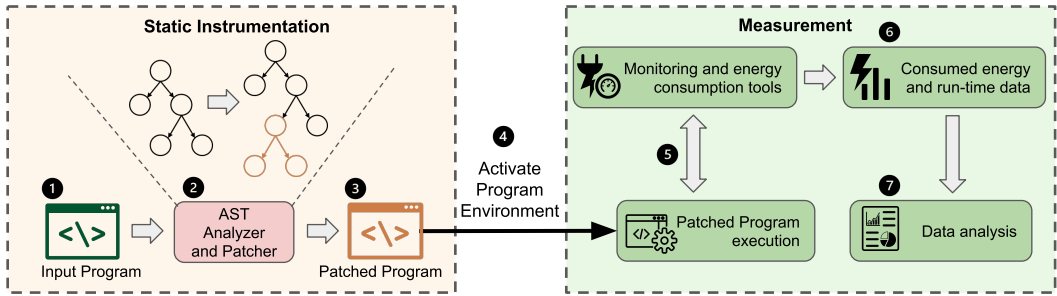 Static Instrumentation
1
Input Program
2
AST
Analyzer
and Patcher
3
Patched Program
4
Activate
Program
Environment
Measurement
Monitoring and energy
consumption tools
5
Patched Program
execution
6
Consumed energy
and run-time data
7
Data analysis